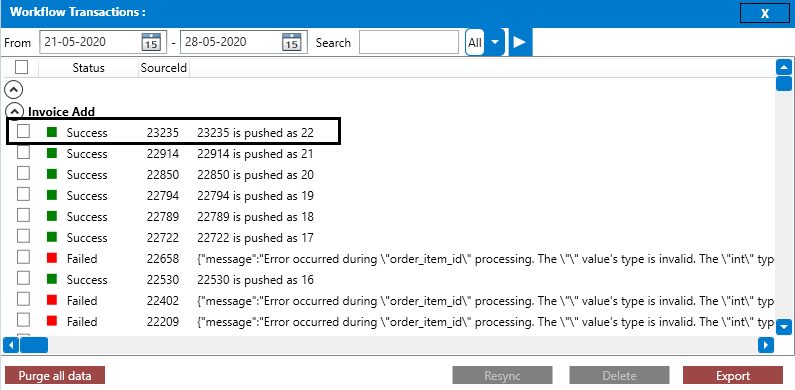 Workflow Transactions :
X
From 21-05-2020 15 - 28-05-2020 15 Search All
Status SourceId
Invoice Add
Success 23235 23235 is pushed as 22
Success 22914 22914 is pushed as 21
Success 22850 22850 is pushed as 20
Success 22794 22794 is pushed as 19
Success 22789 22789 is pushed as 18
Success 22722 22722 is pushed as 17
Failed 22658 {"message":"Error occurred during \"order_item_id\" processing. The \"\" value's type is invalid. The \"int\" typ
Success 22530 22530 is pushed as 16
Failed 22402 {"message":"Error occurred during \"order_item_id\" processing. The \"\" value's type is invalid. The \"int\" typ
Failed 22209 {"message":"Error occurred during \"order_item_id\" processing. The \"\" value's type is invalid. The \"int\" typ
Purge all data Resync Delete Export